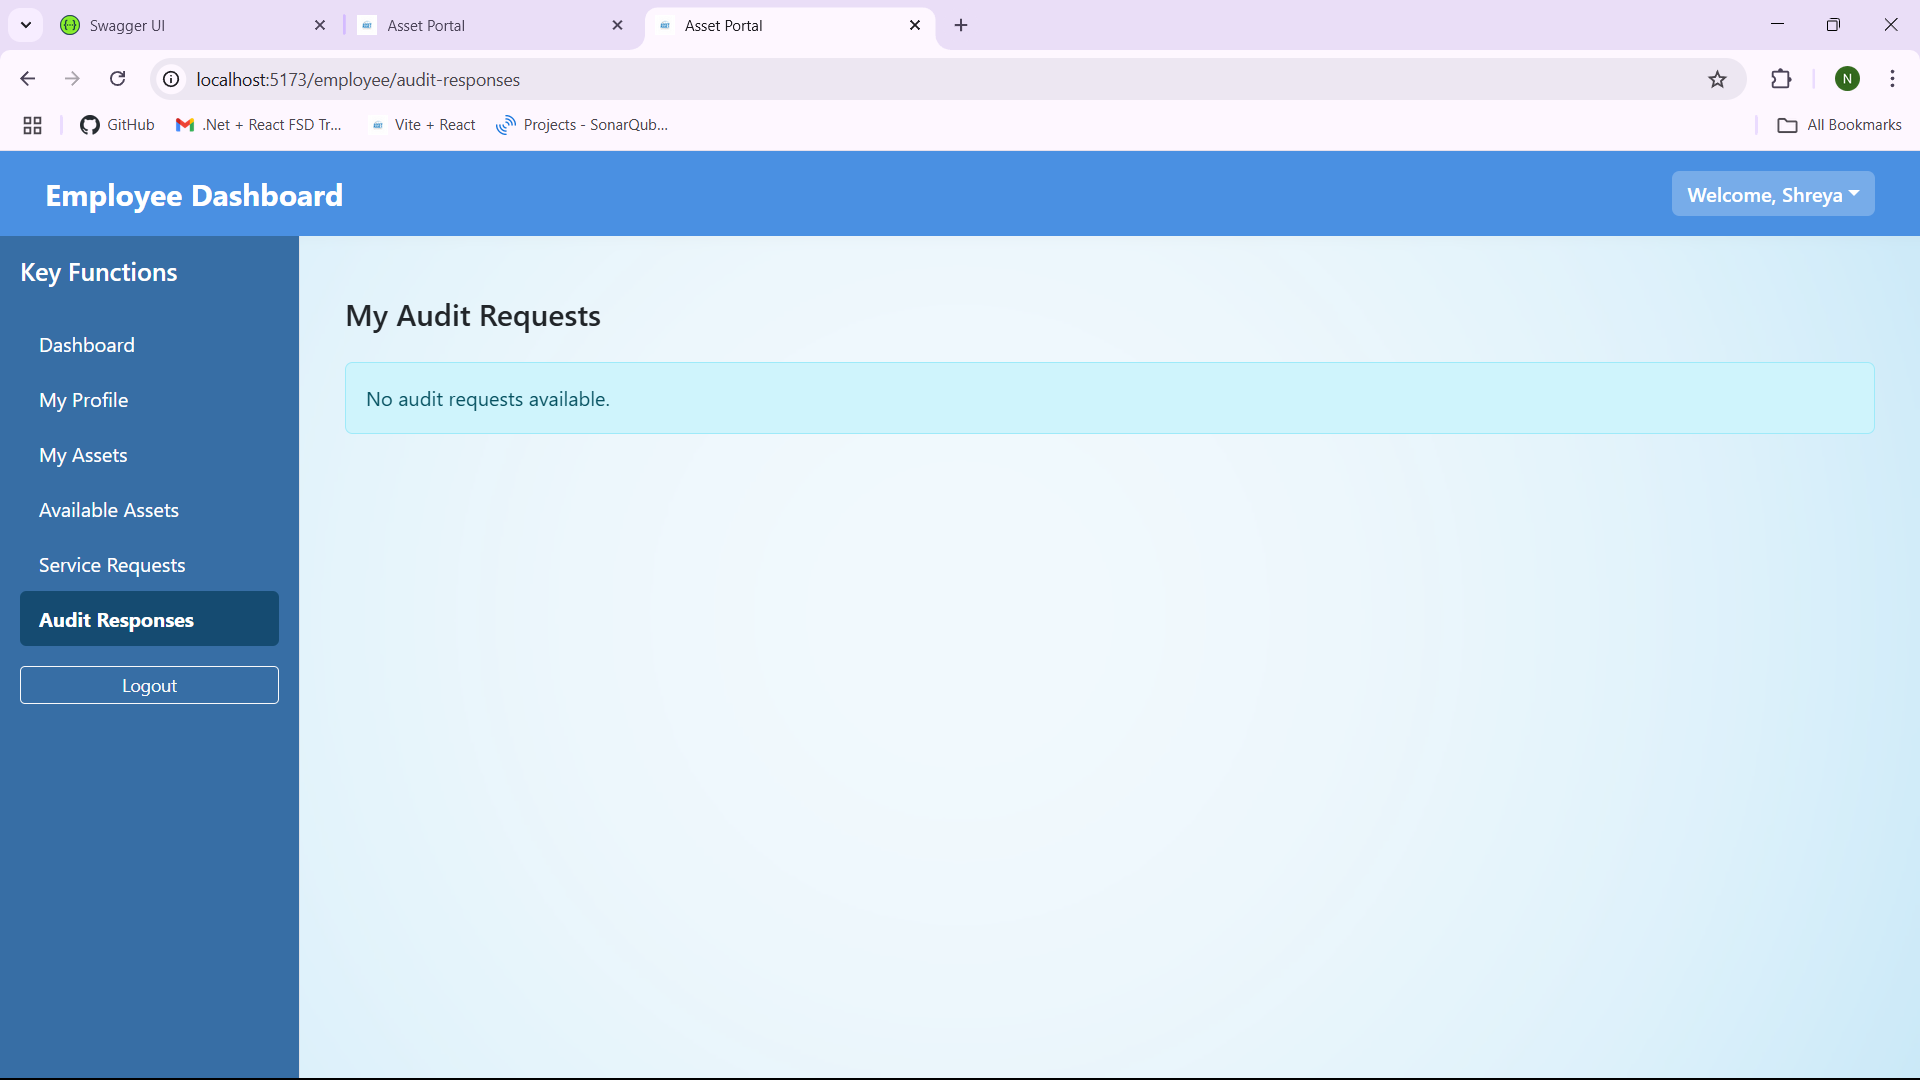 Swagger UI
Asset Portal
Asset Portal
localhost:5173/employee/audit-responses
N
GitHub
.Net + React FSD Tr...
Vite + React
Projects - SonarQub...
All Bookmarks
Employee Dashboard
Welcome, Shreya
Key Functions
Dashboard
My Profile
My Assets
Available Assets
Service Requests
Audit Responses
Logout
My Audit Requests
No audit requests available.